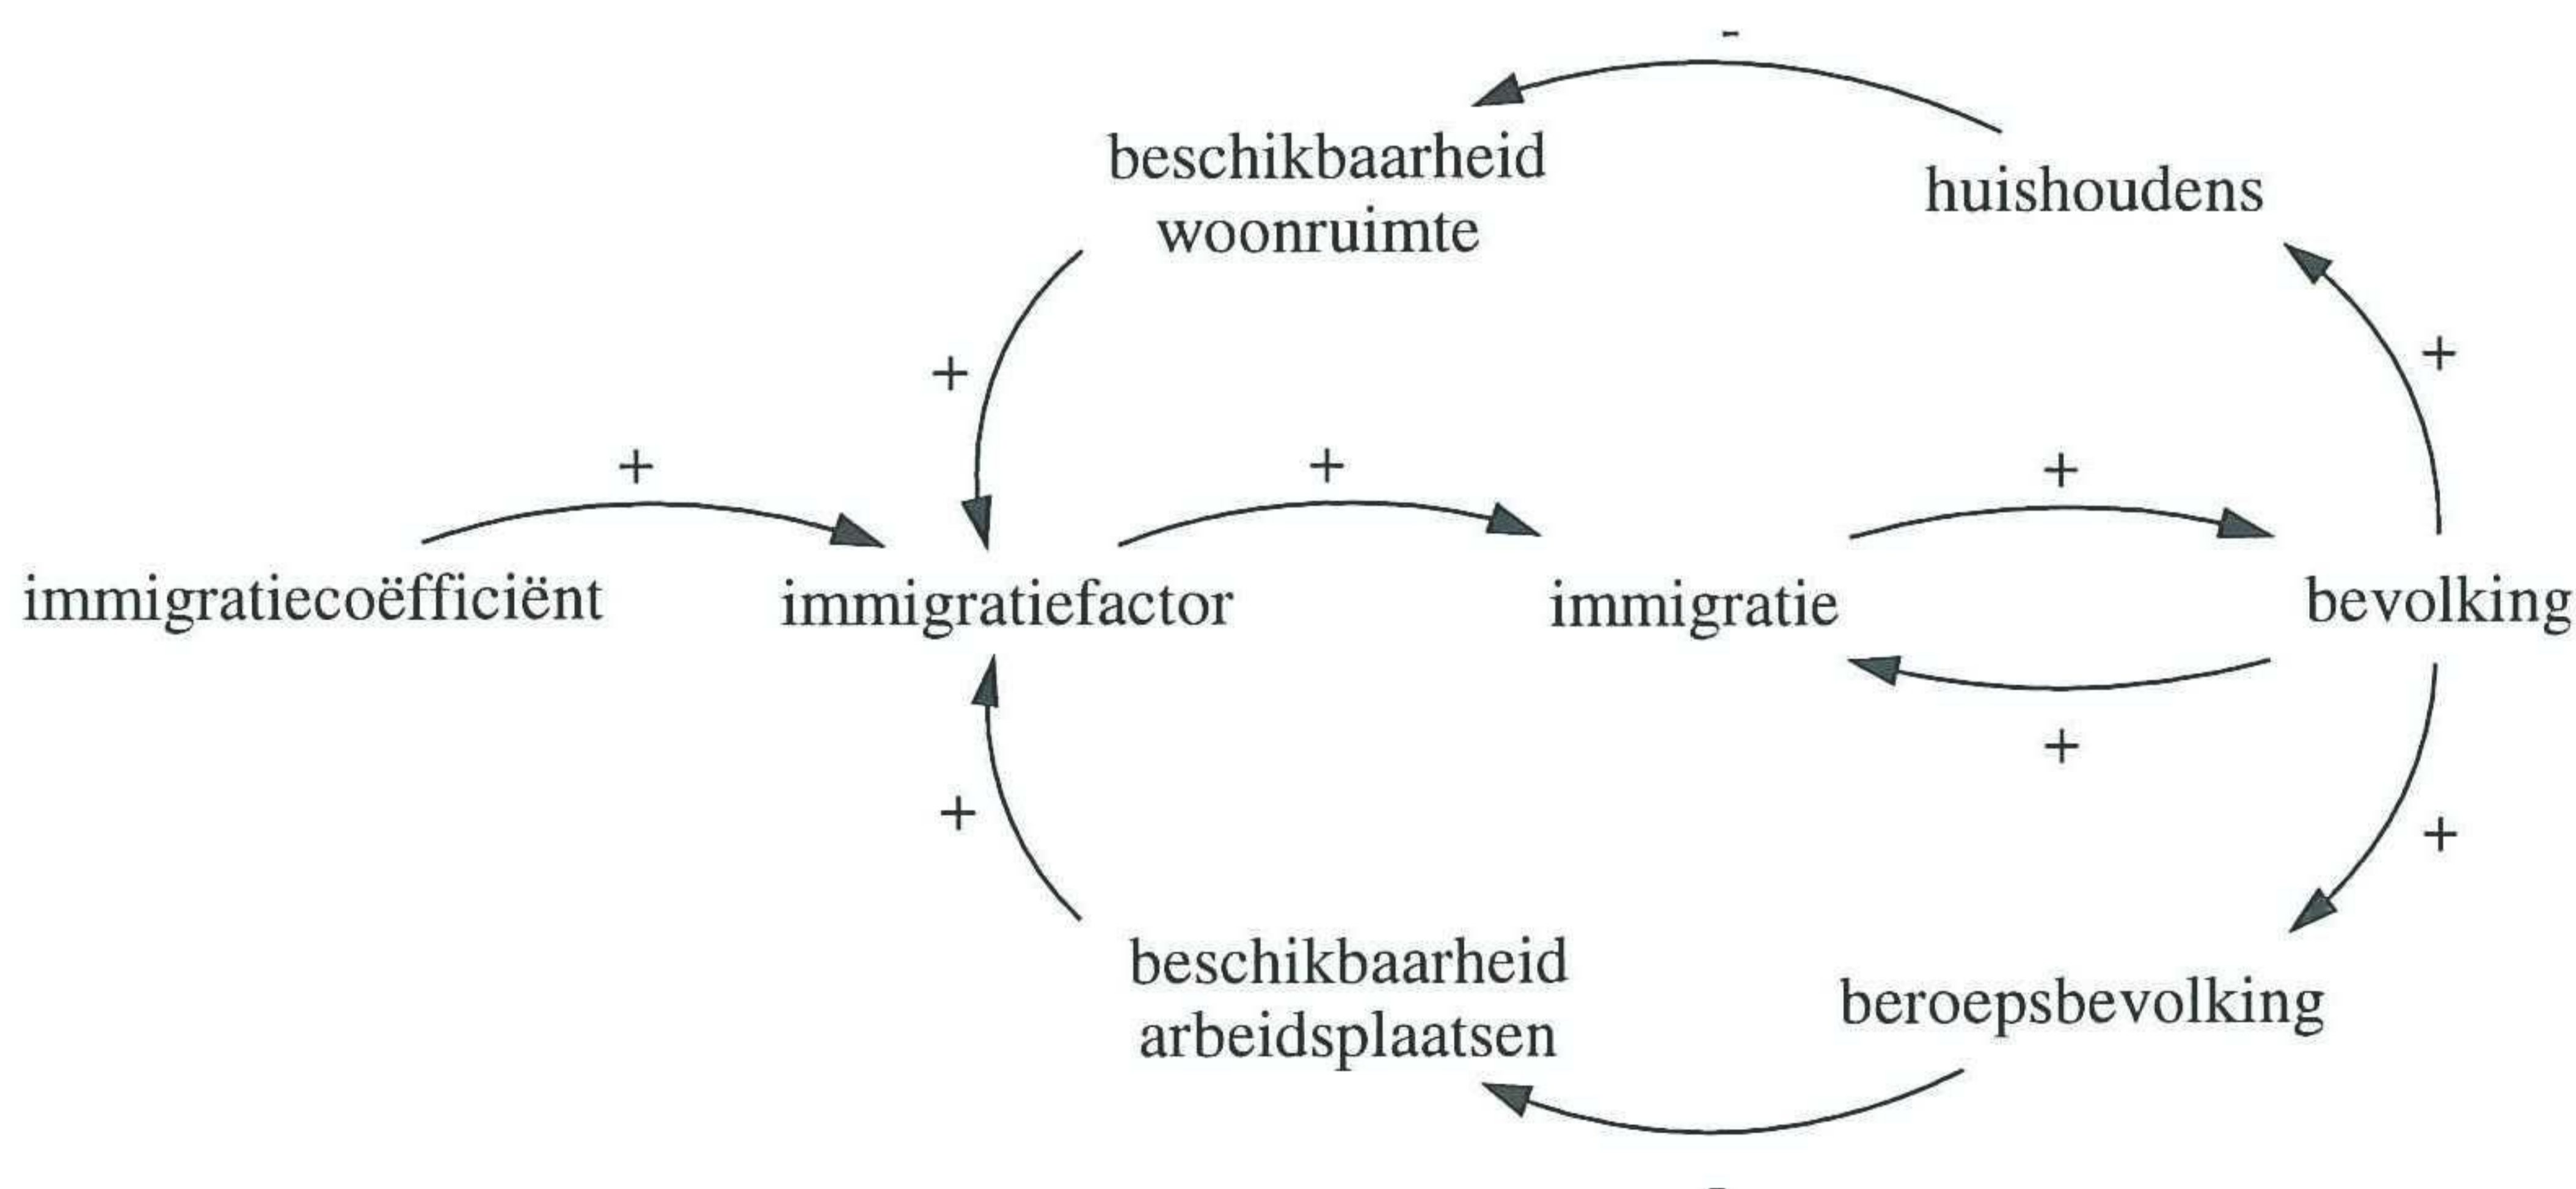 -
beschikbaarheid
woonruimte
huishoudens
+
+
+
+
+
immigratiecoëfficiënt
immigratiefactor
immigratie
bevolking
+
+
+
beschikbaarheid
arbeidsplaatsen
beroepsbevolking
-